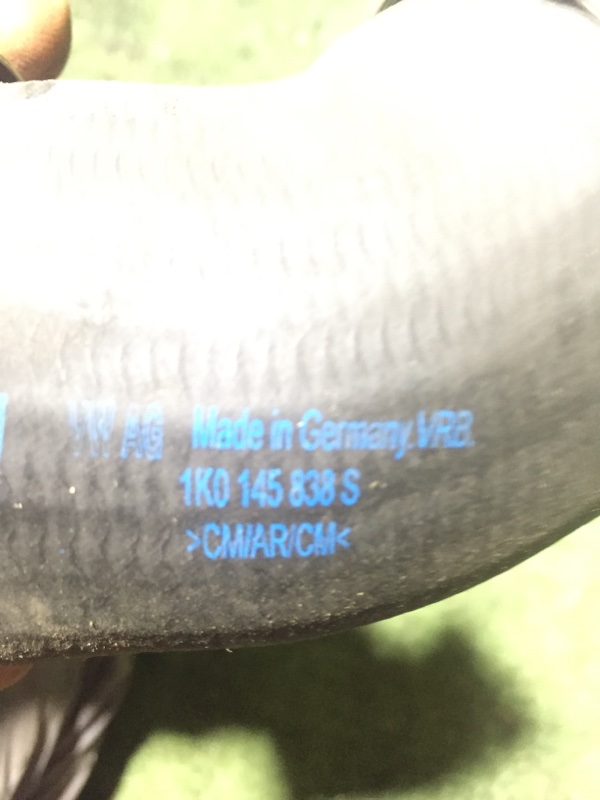 VW AG Made in Germany.VRB.
1K0 145 838 S
>CM/AR/CM<